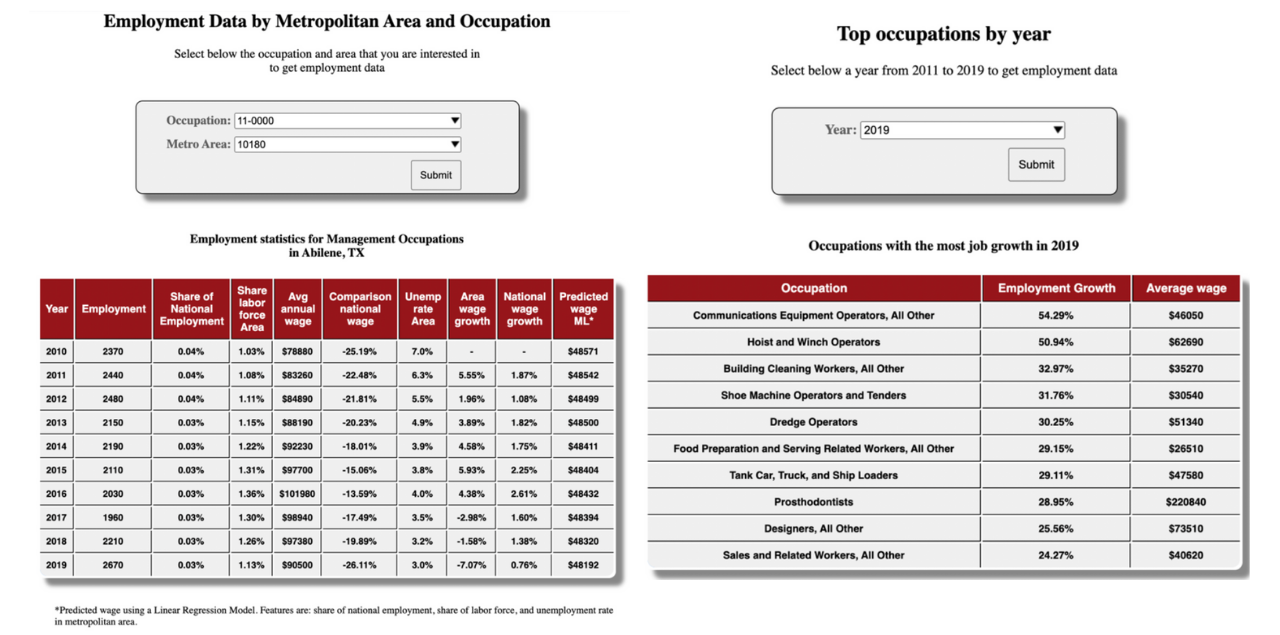 Employment Data by Metropolitan Area and Occupation
Select below the occupation and area that you are interested in
to get employment data
Occupation: 11-0000
Metro Area: 10180
Submit
Employment statistics for Management Occupations
in Abilene, TX
Year Employment Share of National Employment Share labor force Area Avg annual wage Comparison national wage Unemp rate Area Area wage growth National wage growth Predicted wage ML*
2010 2370 0.04% 1.03% $78880 -25.19% 7.0% - - $48571
2011 2440 0.04% 1.08% $83260 -22.48% 6.3% 5.55% 1.87% $48542
2012 2480 0.04% 1.11% $84890 -21.81% 5.5% 1.96% 1.08% $48499
2013 2150 0.03% 1.15% $88190 -20.23% 4.9% 3.89% 1.82% $48500
2014 2190 0.03% 1.22% $92230 -18.01% 3.9% 4.58% 1.75% $48411
2015 2110 0.03% 1.31% $97700 -15.06% 3.8% 5.93% 2.25% $48404
2016 2030 0.03% 1.36% $101980 -13.59% 4.0% 4.38% 2.61% $48432
2017 1960 0.03% 1.30% $98940 -17.49% 3.5% -2.98% 1.60% $48394
2018 2210 0.03% 1.26% $97380 -19.89% 3.2% -1.58% 1.38% $48320
2019 2670 0.03% 1.13% $90500 -26.11% 3.0% -7.07% 0.76% $48192
*Predicted wage using a Linear Regression Model. Features are: share of national employment, share of labor force, and unemployment rate
in metropolitan area.
Top occupations by year
Select below a year from 2011 to 2019 to get employment data
Year: 2019
Submit
Occupations with the most job growth in 2019
Occupation Employment Growth Average wage
Communications Equipment Operators, All Other 54.29% $46050
Hoist and Winch Operators 50.94% $62690
Building Cleaning Workers, All Other 32.97% $35270
Shoe Machine Operators and Tenders 31.76% $30540
Dredge Operators 30.25% $51340
Food Preparation and Serving Related Workers, All Other 29.15% $26510
Tank Car, Truck, and Ship Loaders 29.11% $47580
Prosthodontists 28.95% $220840
Designers, All Other 25.56% $73510
Sales and Related Workers, All Other 24.27% $40620